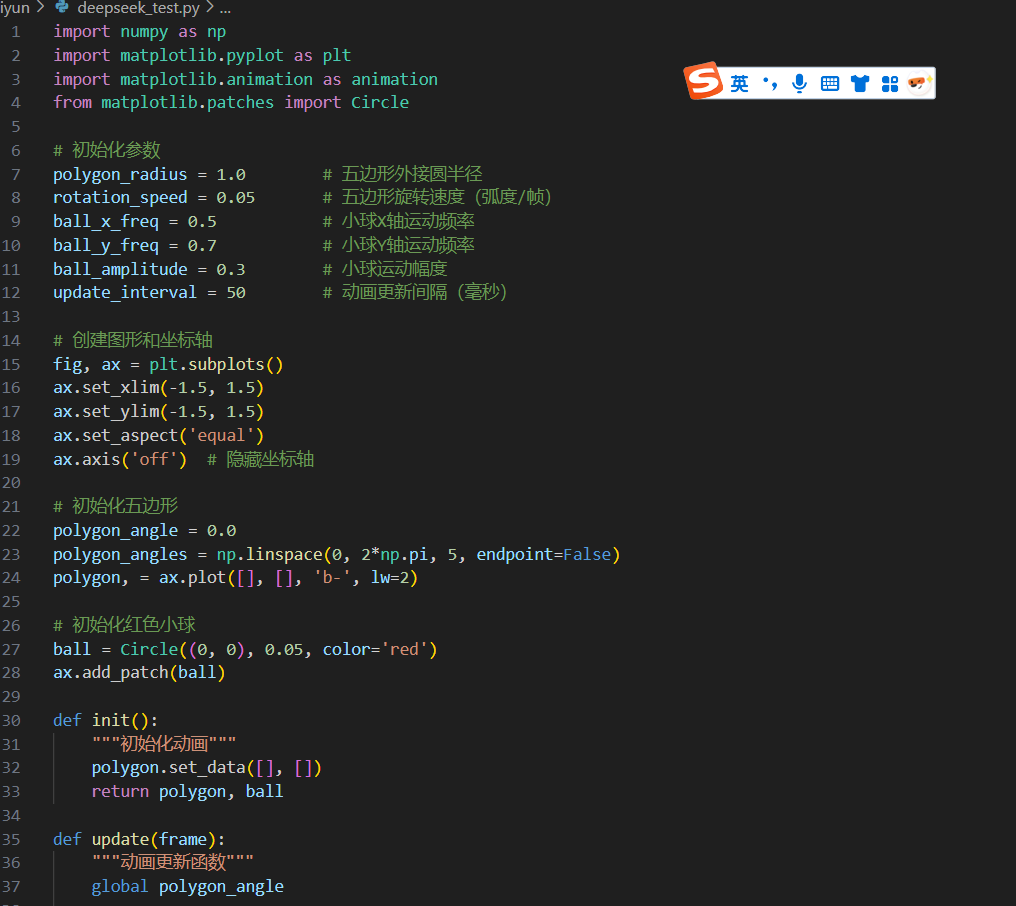 iyun > deepseek_test.py > ...
1 import numpy as np
2 import matplotlib.pyplot as plt
3 import matplotlib.animation as animation
4 from matplotlib.patches import Circle
5
6 # 初始化参数
7 polygon_radius = 1.0        # 五边形外接圆半径
8 rotation_speed = 0.05       # 五边形旋转速度（弧度/帧）
9 ball_x_freq = 0.5           # 小球X轴运动频率
10 ball_y_freq = 0.7           # 小球Y轴运动频率
11 ball_amplitude = 0.3        # 小球运动幅度
12 update_interval = 50        # 动画更新间隔（毫秒）
13
14 # 创建图形和坐标轴
15 fig, ax = plt.subplots()
16 ax.set_xlim(-1.5, 1.5)
17 ax.set_ylim(-1.5, 1.5)
18 ax.set_aspect('equal')
19 ax.axis('off')  # 隐藏坐标轴
20
21 # 初始化五边形
22 polygon_angle = 0.0
23 polygon_angles = np.linspace(0, 2*np.pi, 5, endpoint=False)
24 polygon, = ax.plot([], [], 'b-', lw=2)
25
26 # 初始化红色小球
27 ball = Circle((0, 0), 0.05, color='red')
28 ax.add_patch(ball)
29
30 def init():
31     """初始化动画"""
32     polygon.set_data([], [])
33     return polygon, ball
34
35 def update(frame):
36     """动画更新函数"""
37     global polygon_angle
S 英